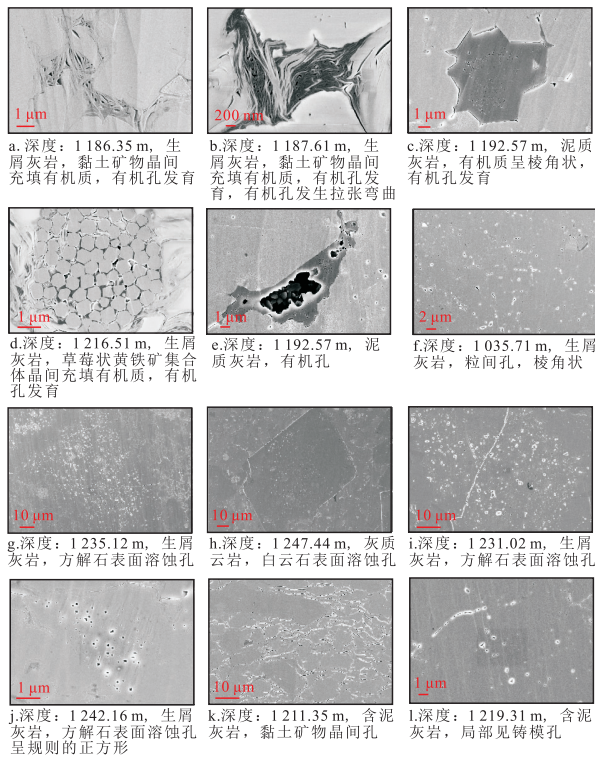 1 μm
200 nm
1 μm
a. 深度：1 186.35 m，生
屑灰岩，黏土矿物晶间
充填有机质，有机孔发育
b.深度：1 187.61 m，生
屑灰岩，黏土矿物晶间
充填有机质，有机孔发
育，有机孔发生拉张弯曲
c.深度：1 192.57 m，泥质
灰岩，有机质呈棱角状，
有机孔发育
1 μm
1 μm
2 μm
d.深度：1 216.51 m，生屑
灰岩，草莓状黄铁矿集合
体晶间充填有机质，有机
孔发育
e.深度：1 192.57 m，泥
质灰岩，有机孔
f.深度：1 035.71 m，生屑
灰岩，粒间孔，棱角状
10 μm
10 μm
10 μm
g.深度：1 235.12 m，生屑
灰岩，方解石表面溶蚀孔
h.深度：1 247.44 m，灰质
云岩，白云石表面溶蚀孔
i.深度：1 231.02 m，生屑
灰岩，方解石表面溶蚀孔
1 μm
10 μm
1 μm
j.深度：1 242.16 m，生屑
灰岩，方解石表面溶蚀孔
呈规则的正方形
k.深度：1 211.35 m，含泥
灰岩，黏土矿物晶间孔
l.深度：1 219.31 m，含泥
灰岩，局部见铸模孔